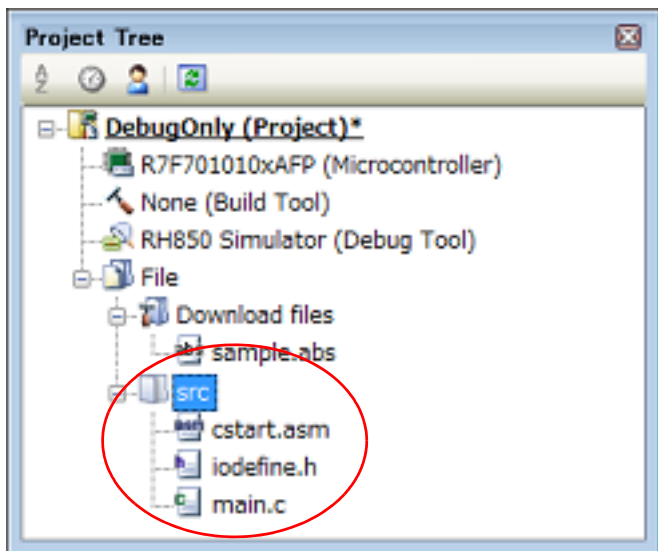 Project Tree
DebugOnly (Project)*
R7F701010xAFP (Microcontroller)
None (Build Tool)
RH850 Simulator (Debug Tool)
File
Download files
sample.abs
src
cstart.asm
iodefine.h
main.c